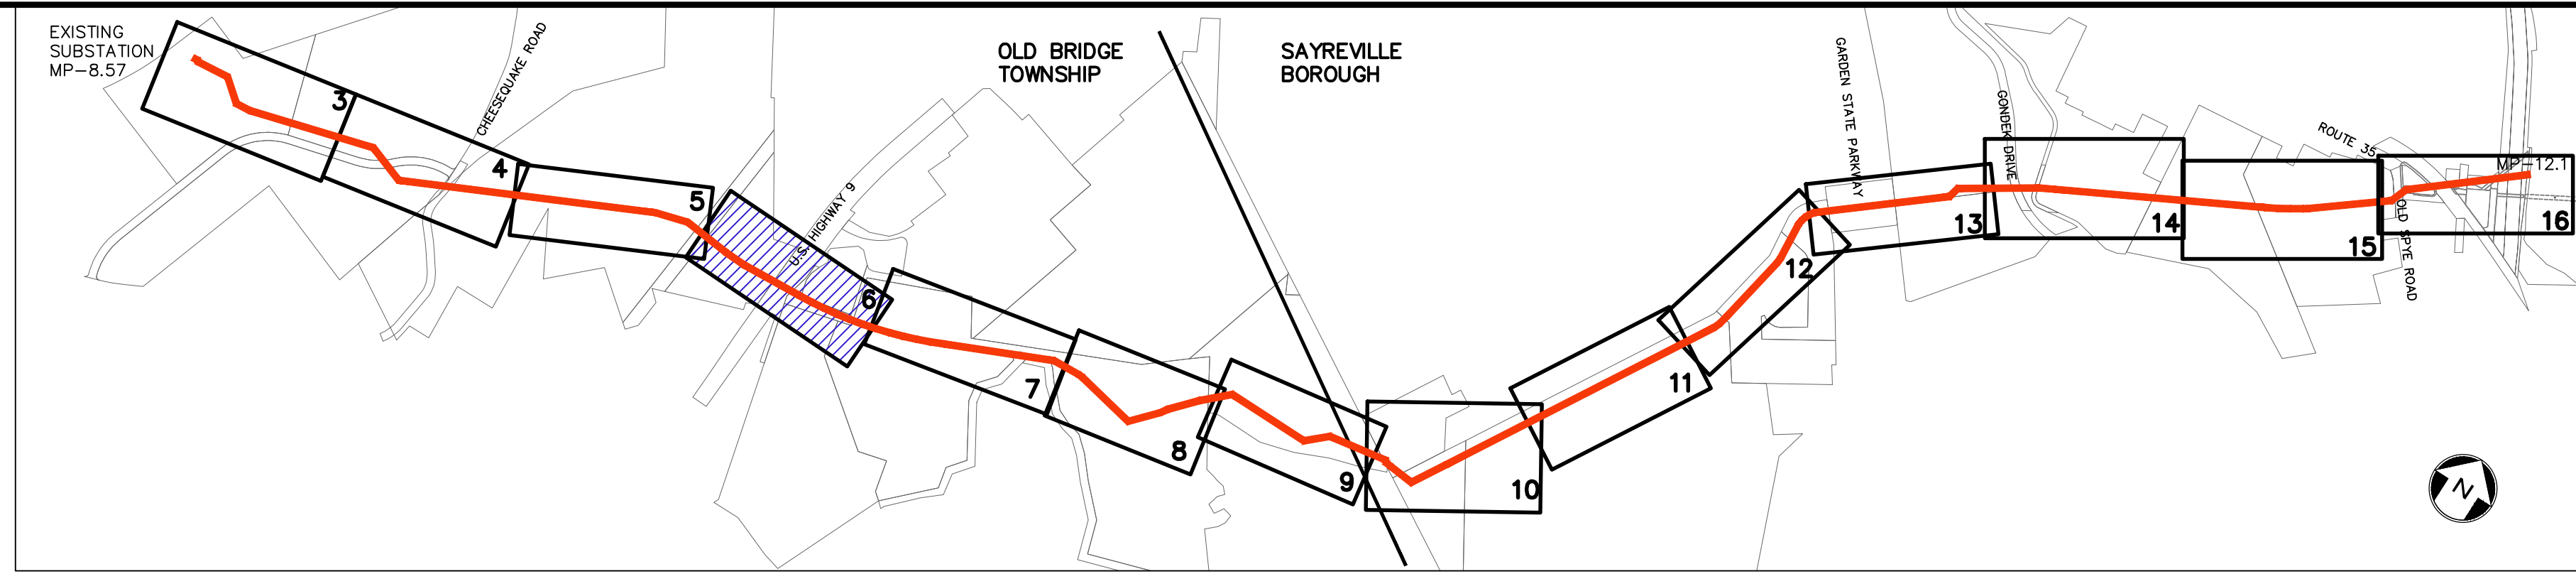 EXISTING
SUBSTATION
MP-8.57
3
CHEESEQUAKE ROAD
4
5
U.S. HIGHWAY 9
6
OLD BRIDGE
TOWNSHIP
SAYREVILLE
BOROUGH
7
8
9
10
11
12
GARDEN STATE PARKWAY
13
GONDEK DRIVE
14
ROUTE 35
15
OLD SPYE ROAD
MP-12.1
16
N